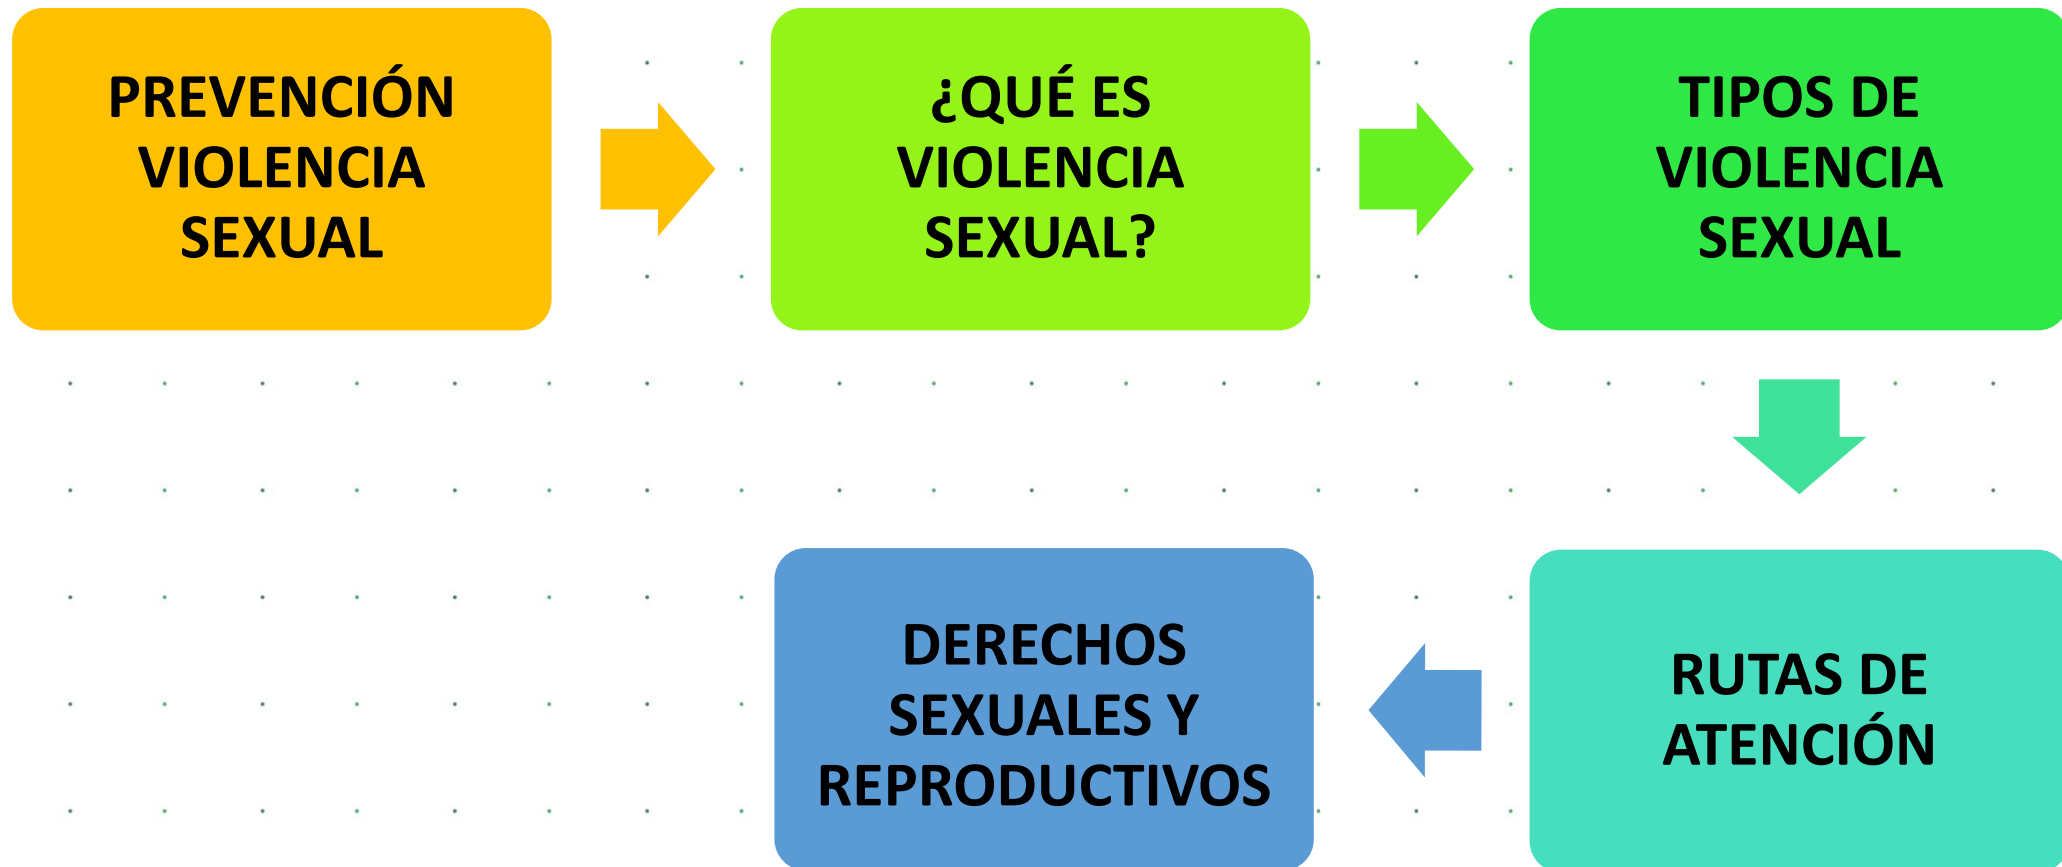 PREVENCIÓN
VIOLENCIA
SEXUAL
¿QUÉ ES
VIOLENCIA
SEXUAL?
TIPOS DE
VIOLENCIA
SEXUAL
RUTAS DE
ATENCIÓN
DERECHOS
SEXUALES Y
REPRODUCTIVOS